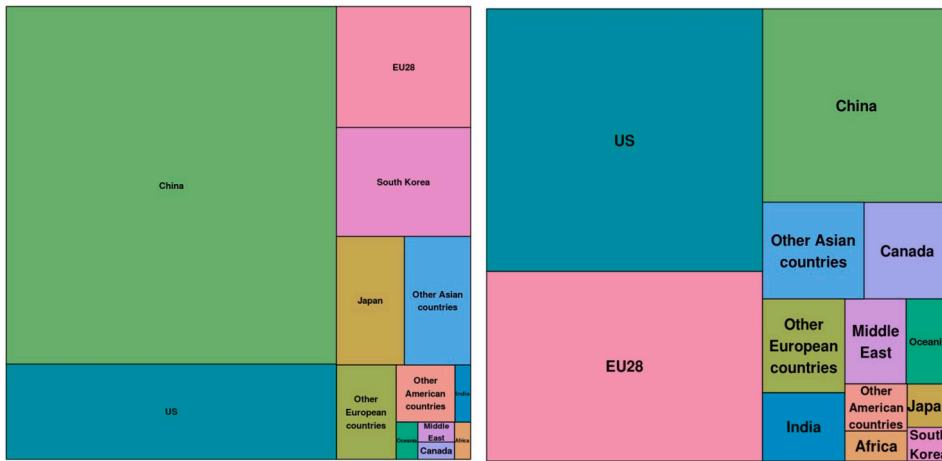 China
US
EU28
South Korea
Japan
Other Asian
countries
Other
European
countries
Other
American
countries
India
Oceania
Middle
East
Canada
Africa
US
EU28
China
Other Asian
countries
Canada
Other
European
countries
Middle
East
Oceani
India
Other
American
countries
Africa
Japa
South
Korea